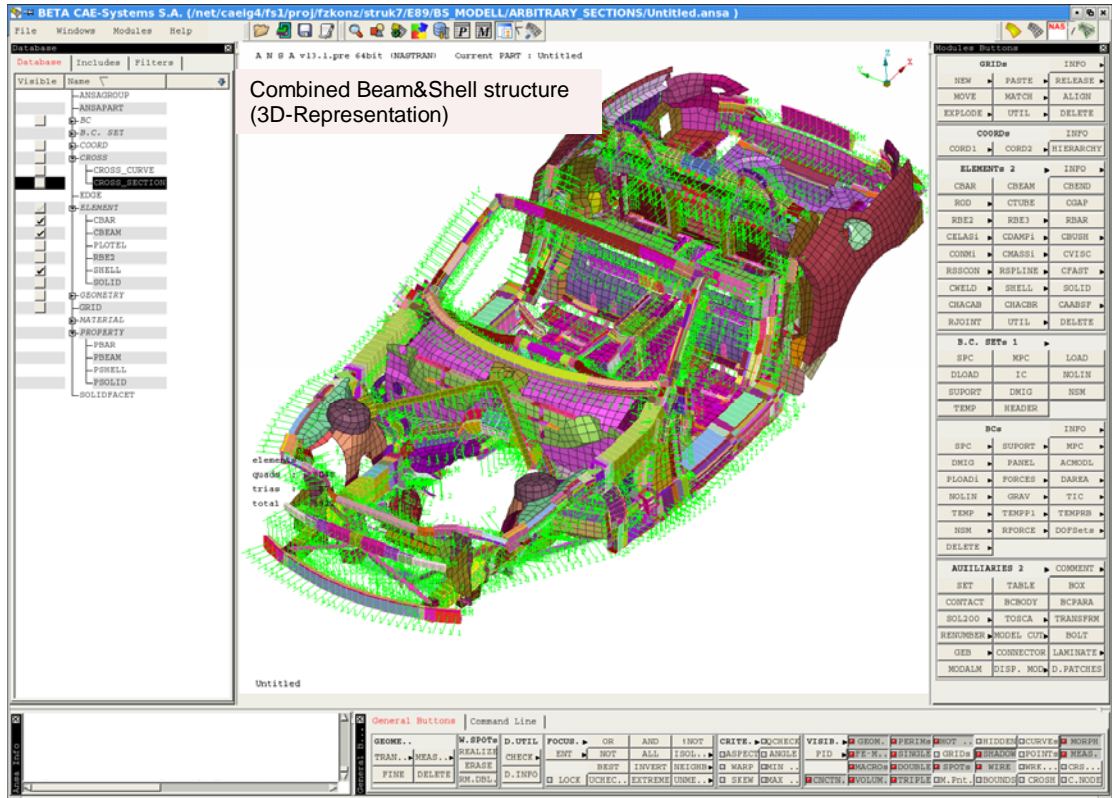 BETA CAE-Systems S.A. (/net/caeig4/fs1/proj/fzkonz/struk7/E89/BS_MODELL/ARBITRARY_SECTIONS/Untitled.ansa )
File Windows Modules Help
Database
Database Includes Filters
Visible Name
ANSAGROUP
ANSAPART
BC
B.C. SET
COORD
CROSS
CROSS_CURVE
CROSS_SECTION
EDGE
ELEMENT
CBAR
CBEAM
PLOTEL
RBE2
SHELL
SOLID
GEOMETRY
GRID
MATERIAL
PROPERTY
PBAR
PBEAM
PSHELL
PSOLID
SOLIDFACET
A N S A v13.1.pre 64bit (NASTRAN) Current PART : Untitled
Combined Beam&Shell structure
(3D-Representation)
elements
quads
trias
total
Untitled
NAS
Modules Buttons
GRIDs INFO
NEW PASTE RELEASE
MOVE MATCH ALIGN
EXPLODE UTIL DELETE
COORDs INFO
CORD1 CORD2 HIERARCHY
ELEMENTs 2 INFO
CBAR CBEAM CBEND
ROD CTUBE CGAP
RBE2 RBE3 RBAR
CELASi CDAMPi CBUSH
CONMi CMASSi CVISC
RSSCON RSPLINE CFAST
CWELD SHELL SOLID
CHACAB CHACBR CAABSF
RJOINT UTIL DELETE
B.C. SETs 1
SPC MPC LOAD
DLOAD IC NOLIN
SUPORT DMIG NSM
TEMP HEADER
BCs INFO
SPC SUPORT MPC
DMIG PANEL ACMODL
PLOADi FORCES DAREA
NOLIN GRAV TIC
TEMP TEMPP1 TEMPRB
NSM RFORCE DOFSets
DELETE
AUXILIARIES 2 COMMENT
SET TABLE BOX
CONTACT BCBODY BCPARA
SOL200 TOSCA TRANSFRM
RENUMBER MODEL CUT BOLT
GEB CONNECTOR LAMINATE
MODALM DISP. MOD D.PATCHES
Ansa Info
General B...
General Buttons Command Line
GEOME.. W.SPOTs D.UTIL FOCUS. OR AND !NOT CRITE. QCHECK VISIB. GEOM. PERIMs HOT .. HIDDEN CURVEs MORPH
TRAN.. MEAS.. REALIZE CHECK ENT NOT ALL ISOL.. ASPECT ANGLE PID FE-M.. SINGLE GRIDs SHADOW POINTs MEAS.
FINE DELETE ERASE D.INFO BEST INVERT NEIGHB WARP MIN .. MACROs DOUBLE SPOTs WIRE WRK... CRS...
RM.DBL. LOCK UCHEC.. EXTREME UNME.. SKEW MAX .. CNCTN. VOLUM. TRIPLE M.Pnt. BOUNDS CROSH C.NODE